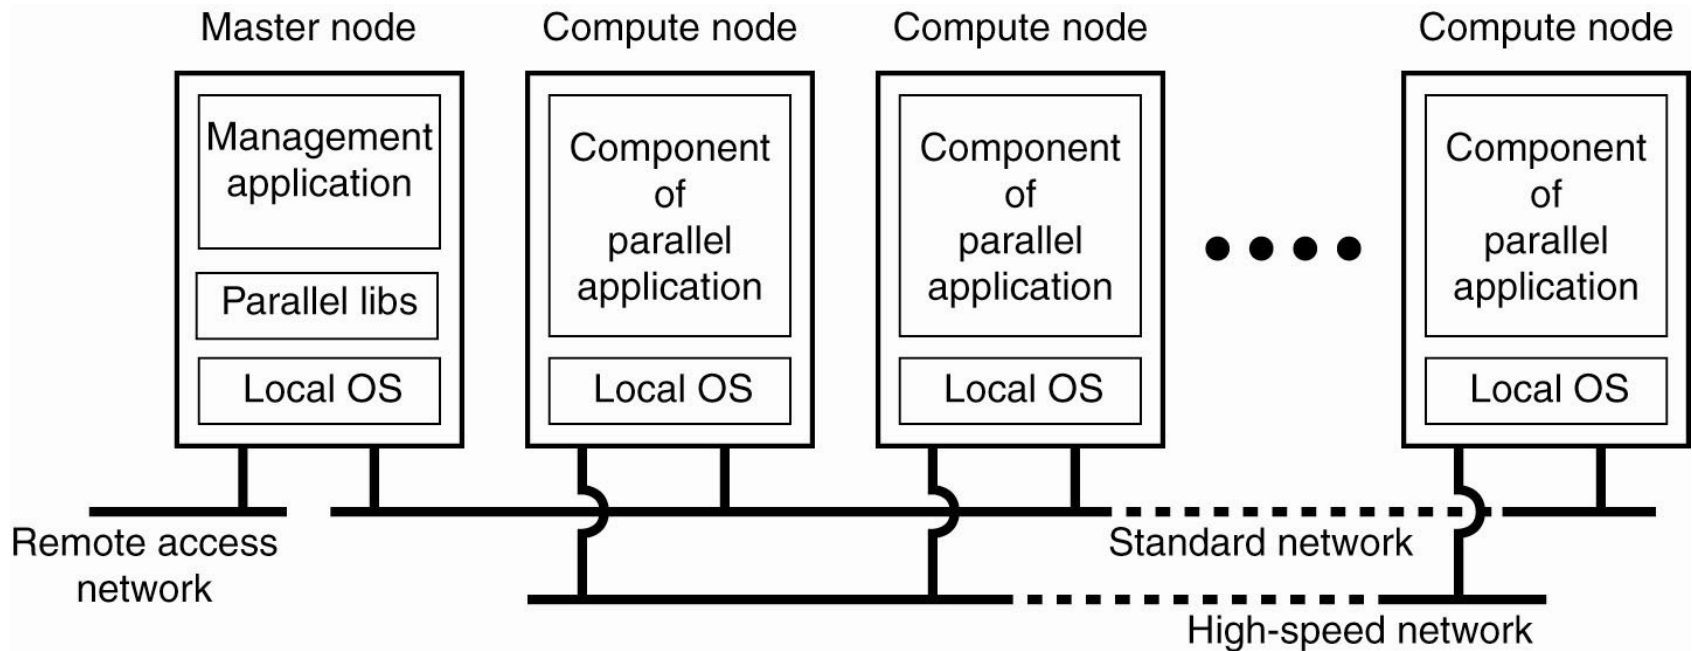 Master node
Compute node
Compute node
Compute node
Management
application
Parallel libs
Local OS
Component
of
parallel
application
Local OS
Component
of
parallel
application
Local OS
Component
of
parallel
application
Local OS
Remote access
network
Standard network
High-speed network